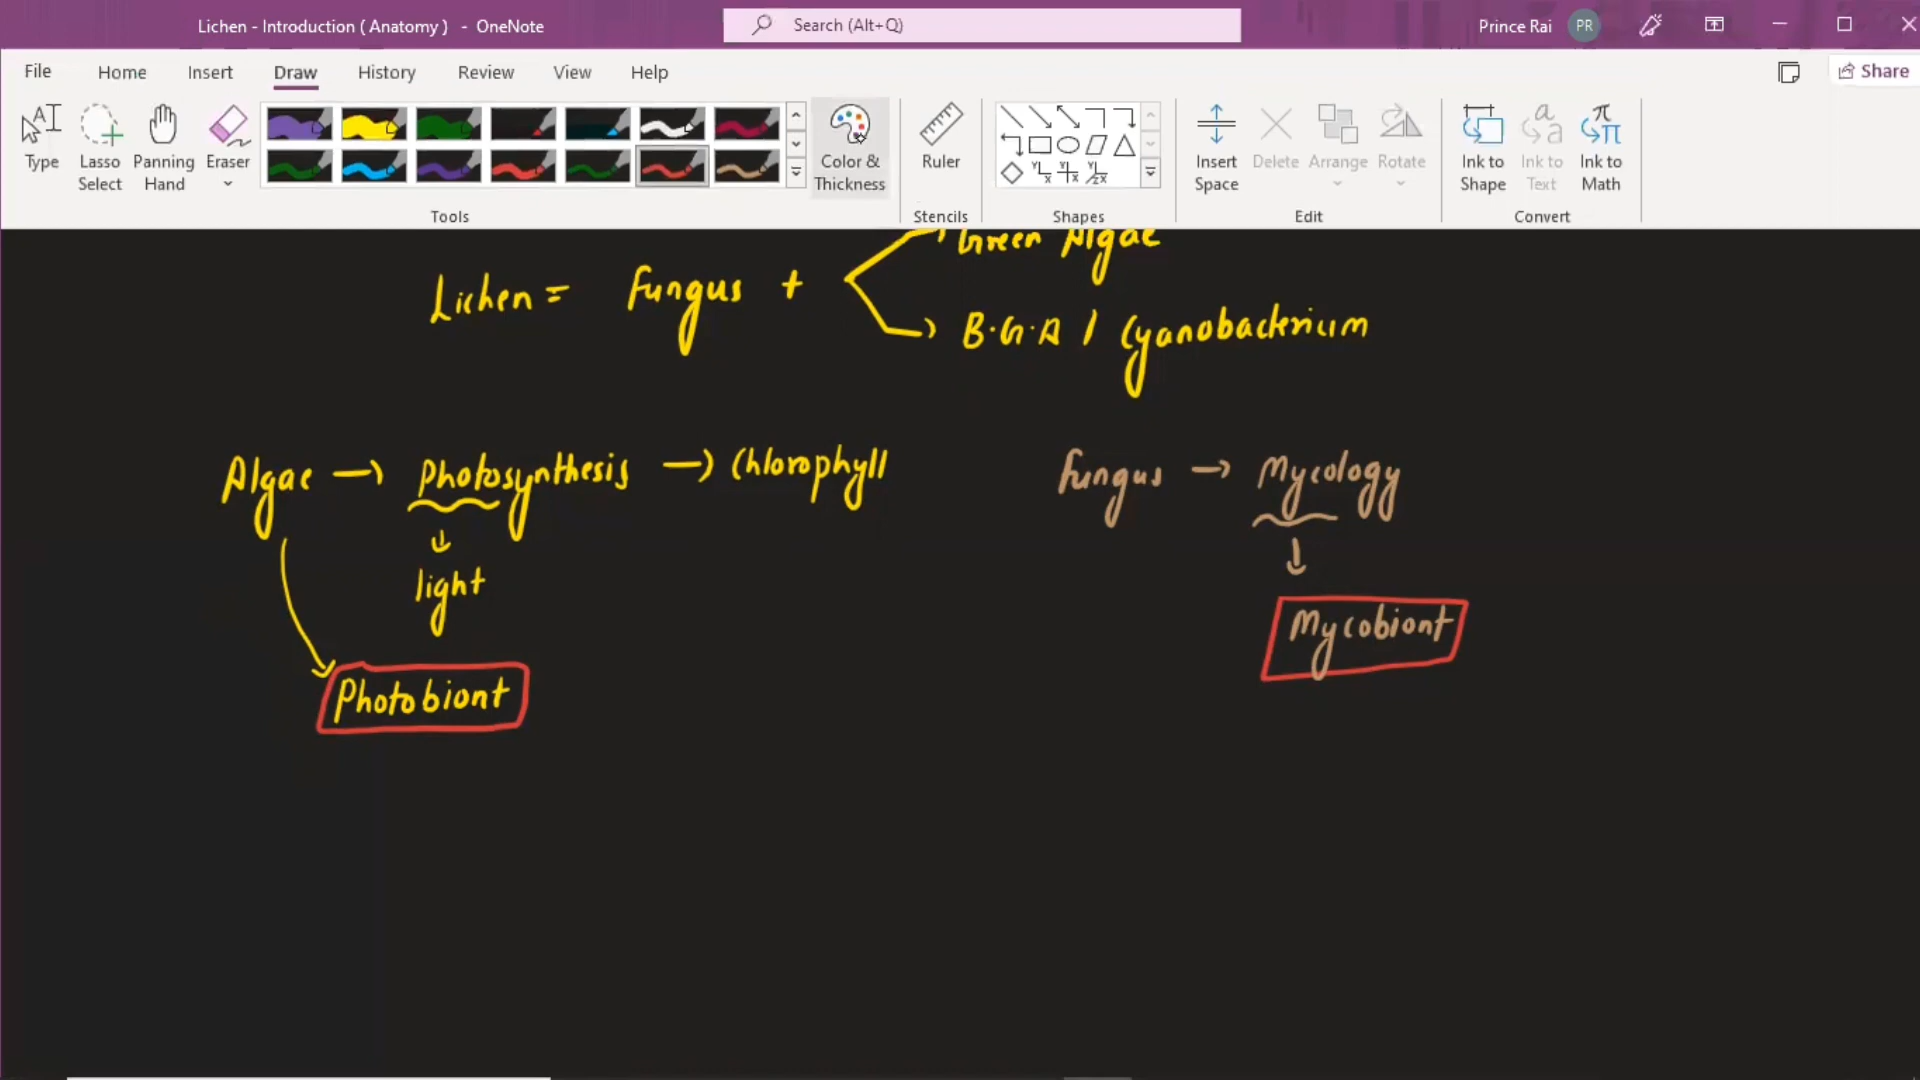 Lichen - Introduction ( Anatomy ) - OneNote
Search (Alt+Q)
Prince Rai PR
File Home Insert Draw History Review View Help
Share
Type Lasso Select Panning Hand Eraser
Color & Thickness
Ruler
Insert Space Delete Arrange Rotate
Ink to Shape Ink to Text Ink to Math
Tools Stencils Shapes Edit Convert
Green Algae
Lichen = Fungus +
B.G.A / Cyanobacterium
Algae → Photosynthesis → Chlorophyll
Fungus → Mycology
light
Mycobiont
Photobiont